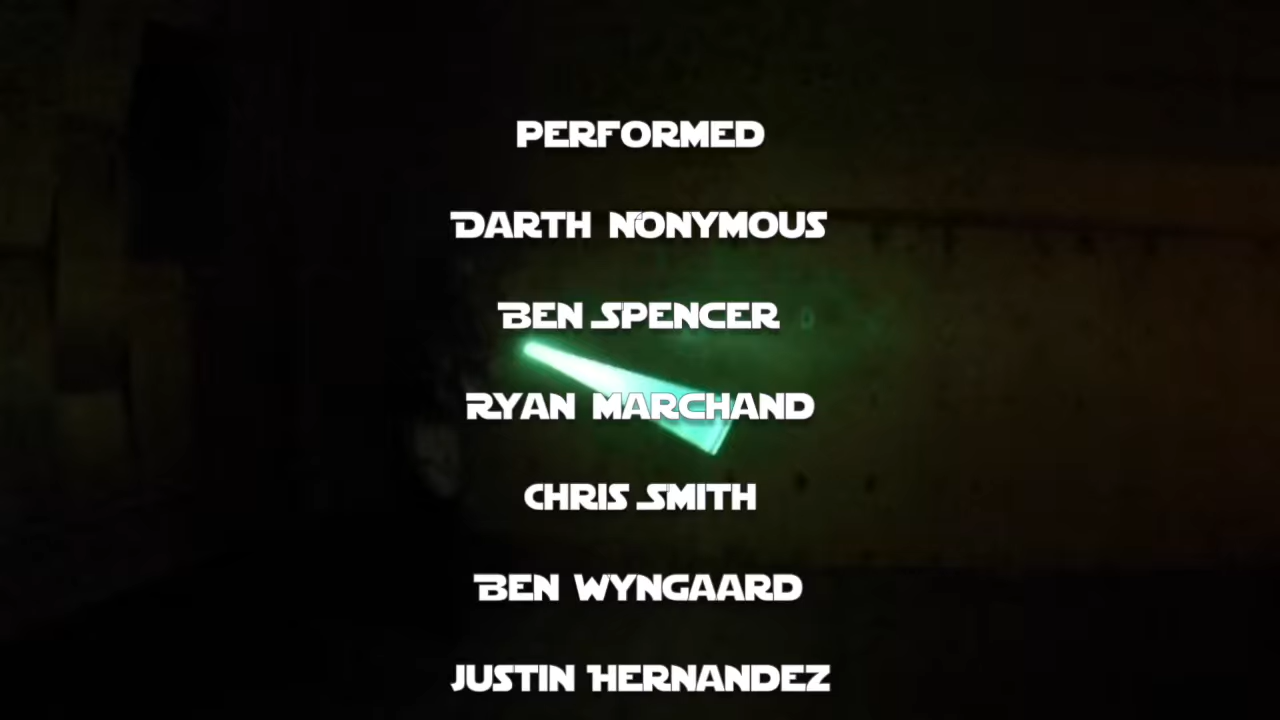 PERFORMED
DARTH NONYMOUS
BEN SPENCER
RYAN MARCHAND
CHRIS SMITH
BEN WYNGAARD
JUSTIN HERNANDEZ